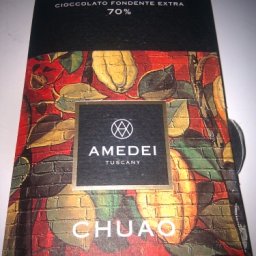 CIOCCOLATO FONDENTE EXTRA
70%
AMEDEI
TUSCANY
CHUAO